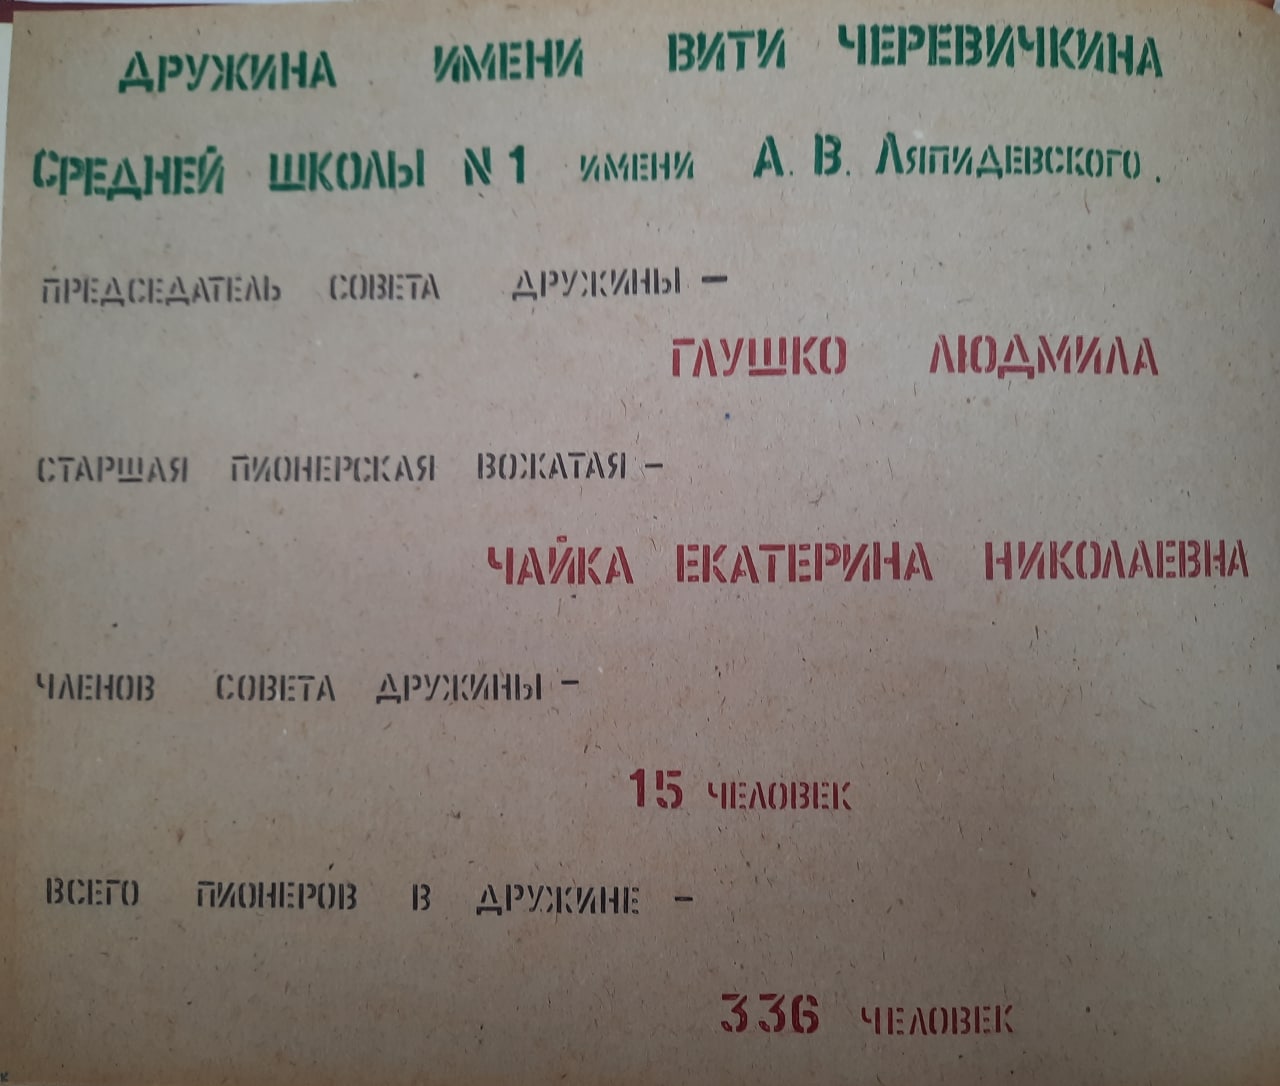 ДРУЖИНА ИМЕНИ ВИТИ ЧЕРЕВИЧКИНА
СРЕДНЕЙ ШКОЛЫ N 1 ИМЕНИ А. В. ЛЯПИДЕВСКОГО.
ПРЕДСЕДАТЕЛЬ СОВЕТА ДРУЖИНЫ –
ГЛУШКО ЛЮДМИЛА
СТАРШАЯ ПИОНЕРСКАЯ ВОЖАТАЯ –
ЧАЙКА ЕКАТЕРИНА НИКОЛАЕВНА
ЧЛЕНОВ СОВЕТА ДРУЖИНЫ –
15 ЧЕЛОВЕК
ВСЕГО ПИОНЕРОВ В ДРУЖИНЕ –
336 ЧЕЛОВЕК